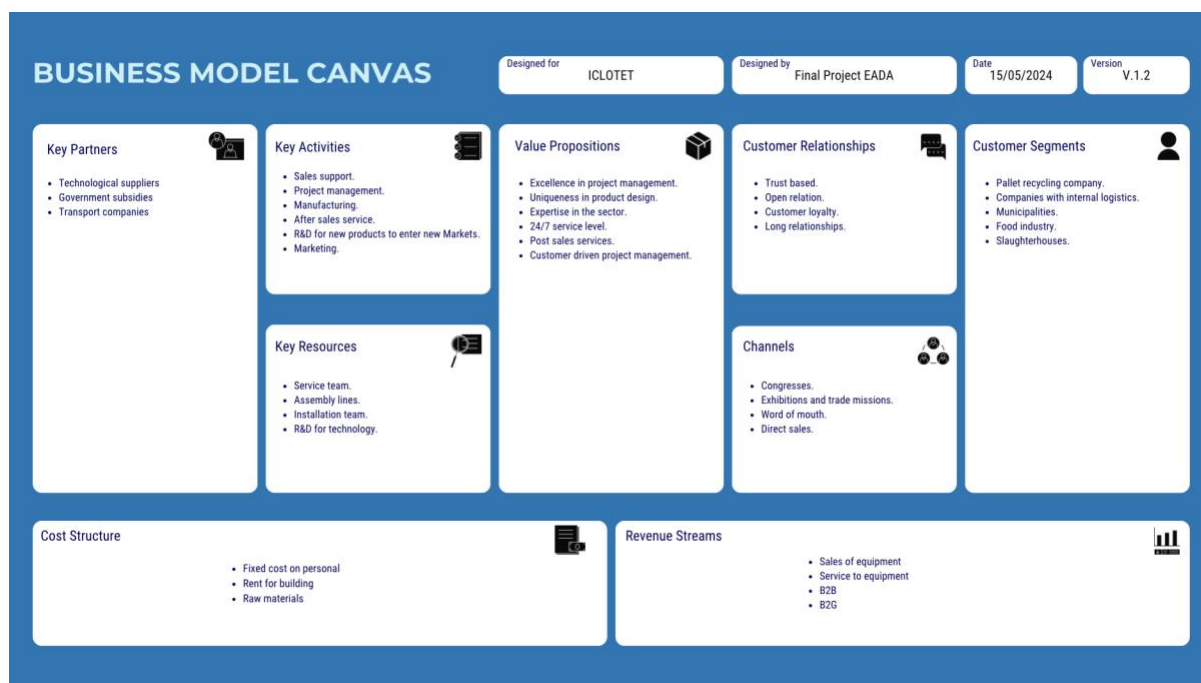 BUSINESS MODEL CANVAS
Designed for
ICLOTET
Designed by
Final Project EADA
Date
15/05/2024
Version
V.1.2
Key Partners
• Technological suppliers
• Government subsidies
• Transport companies
Key Activities
• Sales support.
• Project management.
• Manufacturing.
• After sales service.
• R&D for new products to enter new Markets.
• Marketing.
Key Resources
• Service team.
• Assembly lines.
• Installation team.
• R&D for technology.
Value Propositions
• Excellence in project management.
• Uniqueness in product design.
• Expertise in the sector.
• 24/7 service level.
• Post sales services.
• Customer driven project management.
Customer Relationships
• Trust based.
• Open relation.
• Customer loyalty.
• Long relationships.
Channels
• Congresses.
• Exhibitions and trade missions.
• Word of mouth.
• Direct sales.
Customer Segments
• Pallet recycling company.
• Companies with internal logistics.
• Municipalities.
• Food industry.
• Slaughterhouses.
Cost Structure
• Fixed cost on personal
• Rent for building
• Raw materials
Revenue Streams
• Sales of equipment
• Service to equipment
• B2B
• B2G